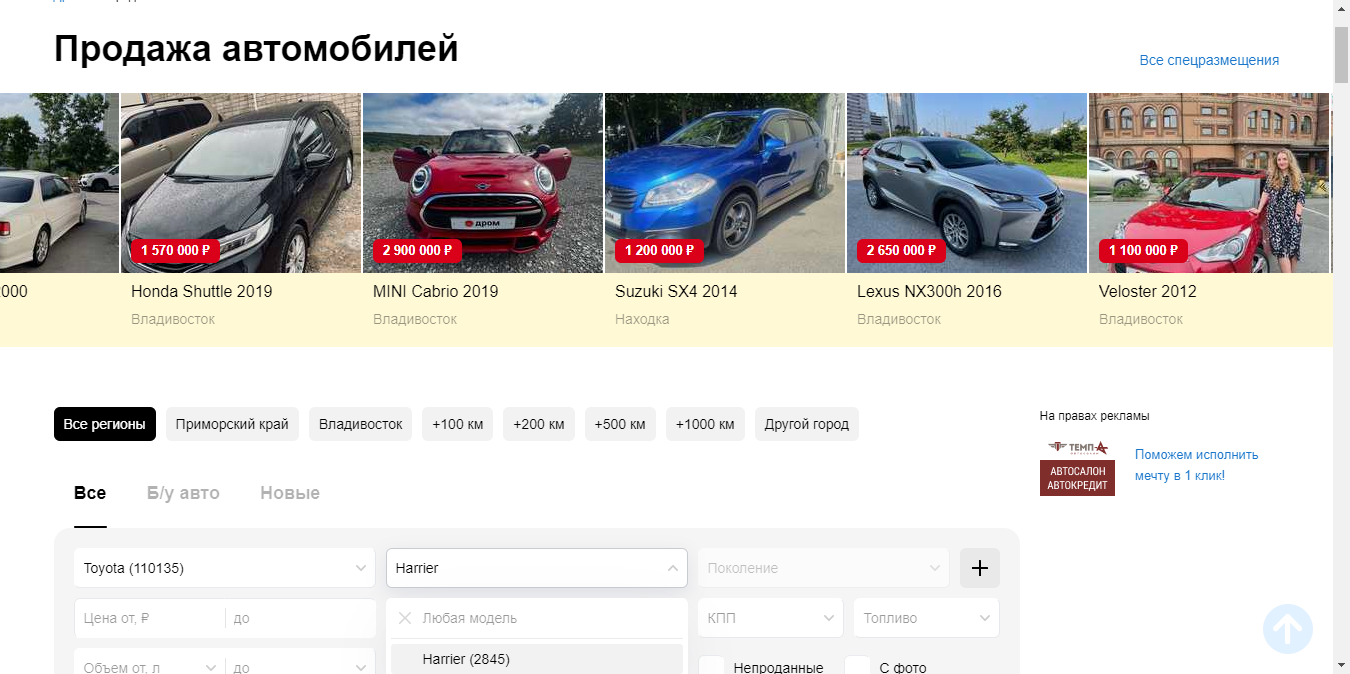 Продажа автомобилей
Все спецразмещения
1 570 000 ₽
дром
2 900 000 ₽
1 200 000 ₽
2 650 000 ₽
1 100 000 ₽
2000
Honda Shuttle 2019
MINI Cabrio 2019
Suzuki SX4 2014
Lexus NX300h 2016
Veloster 2012
Владивосток
Владивосток
Находка
Владивосток
Владивосток
Все регионы
Приморский край
Владивосток
+100 км
+200 км
+500 км
+1000 км
Другой город
На правах рекламы
ТЕМП А
АВТОСАЛОН
АВТОКРЕДИТ
Поможем исполнить
мечту в 1 клик!
Все
Б/у авто
Новые
Toyota (110135)
Harrier
Поколение
Цена от, ₽
до
Любая модель
КПП
Топливо
Harrier (2845)
Объем от, л
до
Непроданные
С фото